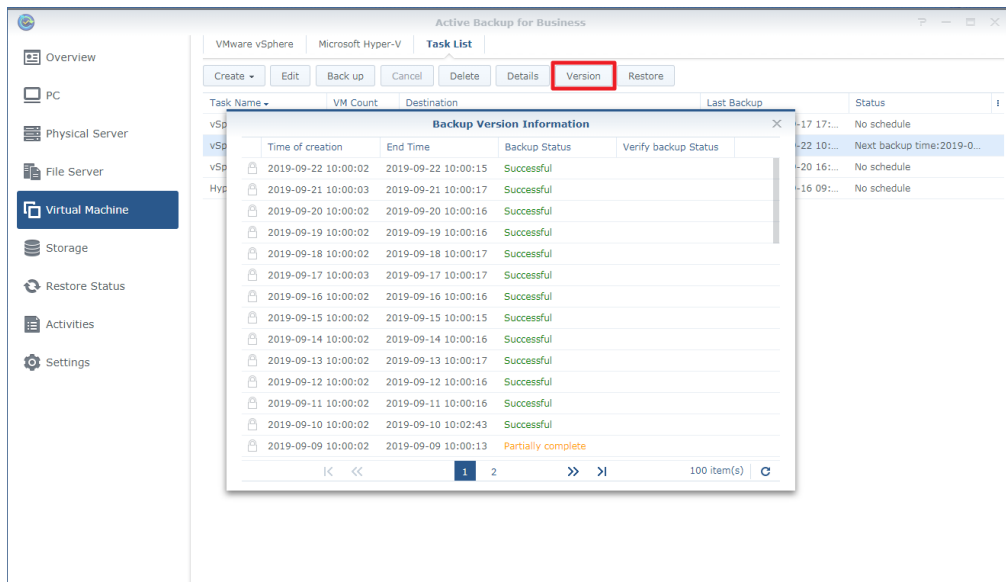 Active Backup for Business
Overview
PC
Physical Server
File Server
Virtual Machine
Storage
Restore Status
Activities
Settings
VMware vSphere Microsoft Hyper-V Task List
Create Edit Back up Cancel Delete Details Version Restore
Task Name VM Count Destination Last Backup Status
vSp -17 17:... No schedule
vSp -22 10:... Next backup time:2019-0...
vSp -20 16:... No schedule
Hyp -16 09:... No schedule
Backup Version Information
Time of creation End Time Backup Status Verify backup Status
2019-09-22 10:00:02 2019-09-22 10:00:15 Successful
2019-09-21 10:00:03 2019-09-21 10:00:17 Successful
2019-09-20 10:00:02 2019-09-20 10:00:16 Successful
2019-09-19 10:00:02 2019-09-19 10:00:16 Successful
2019-09-18 10:00:02 2019-09-18 10:00:17 Successful
2019-09-17 10:00:03 2019-09-17 10:00:17 Successful
2019-09-16 10:00:02 2019-09-16 10:00:16 Successful
2019-09-15 10:00:02 2019-09-15 10:00:15 Successful
2019-09-14 10:00:02 2019-09-14 10:00:16 Successful
2019-09-13 10:00:02 2019-09-13 10:00:17 Successful
2019-09-12 10:00:02 2019-09-12 10:00:16 Successful
2019-09-11 10:00:02 2019-09-11 10:00:16 Successful
2019-09-10 10:00:02 2019-09-10 10:02:43 Successful
2019-09-09 10:00:02 2019-09-09 10:00:13 Partially complete
1 2 100 item(s)